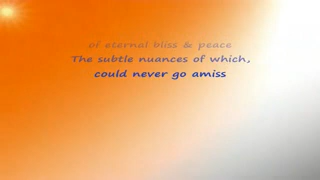 of eternal bliss & peace
The subtle nuances of which,
could never go amiss